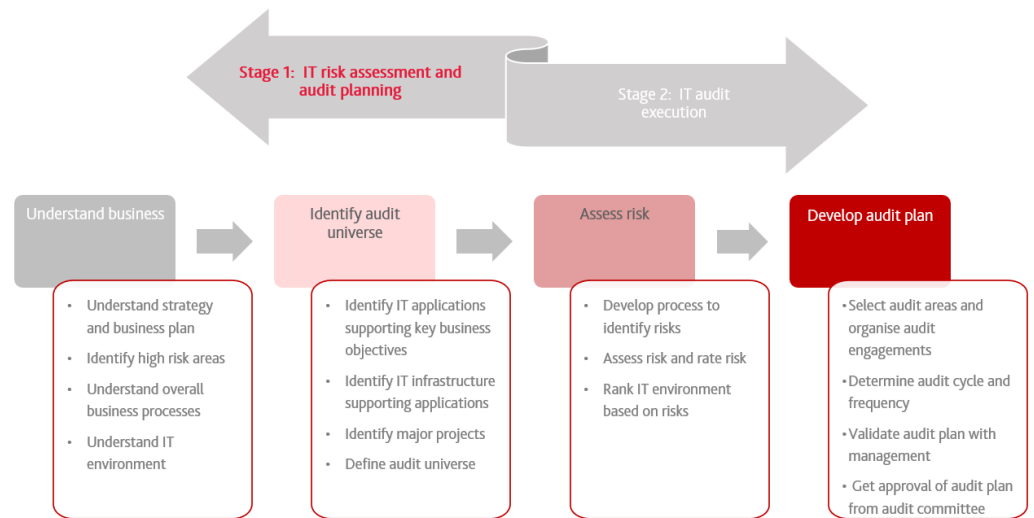 Stage 1:  IT risk assessment and
audit planning
Stage 2:  IT audit
execution
Understand business
Identify audit
universe
Assess risk
Develop audit plan
• Understand strategy
and business plan
• Identify high risk areas
• Understand overall
business processes
• Understand IT
environment
• Identify IT applications
supporting key business
objectives
• Identify IT infrastructure
supporting applications
• Identify major projects
• Define audit universe
• Develop process to
identify risks
• Assess risk and rate risk
• Rank IT environment
based on risks
• Select audit areas and
organise audit
engagements
• Determine audit cycle and
frequency
• Validate audit plan with
management
• Get approval of audit plan
from audit committee